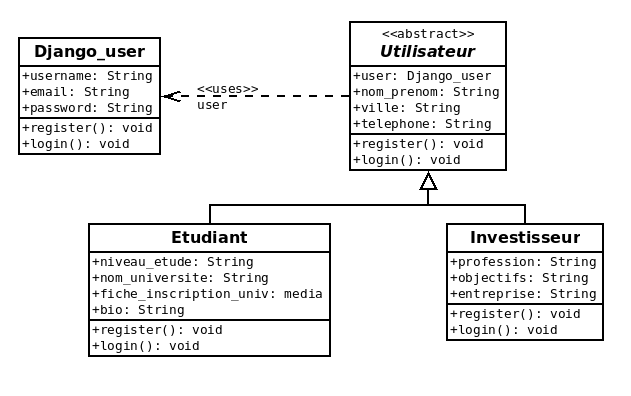 Django_user
+username: String
+email: String
+password: String
+register(): void
+login(): void
<<uses>>
user
<<abstract>>
Utilisateur
+user: Django_user
+nom_prenom: String
+ville: String
+telephone: String
+register(): void
+login(): void
Etudiant
+niveau_etude: String
+nom_universite: String
+fiche_inscription_univ: media
+bio: String
+register(): void
+login(): void
Investisseur
+profession: String
+objectifs: String
+entreprise: String
+register(): void
+login(): void